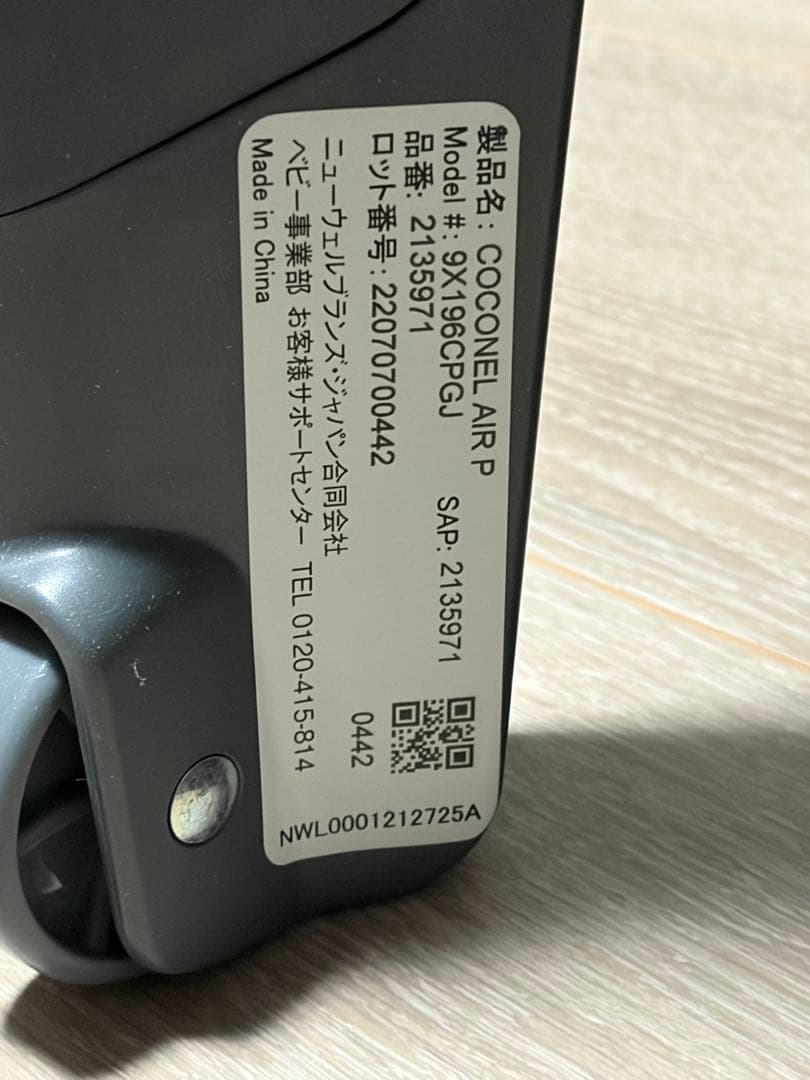 製品名: COCONEL AIR P
Model #: 9X196CPGJ SAP: 2135971
品番: 2135971
ロット番号: 22070700442
ニューウェルブランズ・ジャパン合同会社
ベビー事業部 お客様サポートセンター TEL 0120-415-814
Made in China
0442
NWL0001212725A